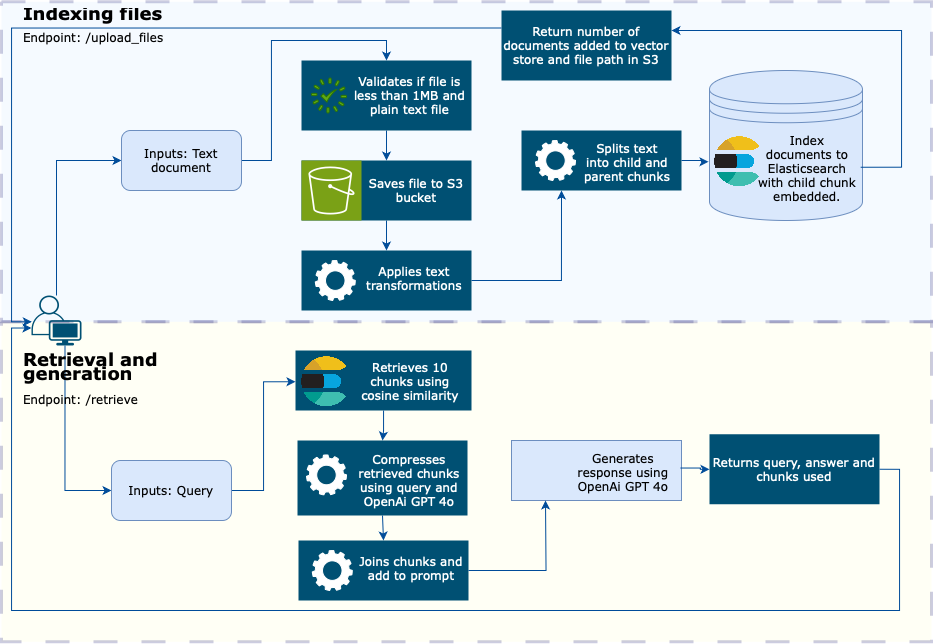 Indexing files
Endpoint: /upload_files
Return number of
documents added to vector
store and file path in S3
Validates if file is
less than 1MB and
plain text file
Inputs: Text
document
Saves file to S3
bucket
Applies text
transformations
Splits text
into child and
parent chunks
Index
documents to
Elasticsearch
with child chunk
embedded.
Retrieval and
generation
Endpoint: /retrieve
Inputs: Query
Retrieves 10
chunks using
cosine similarity
Compresses
retrieved chunks
using query and
OpenAi GPT 4o
Joins chunks and
add to prompt
Generates
response using
OpenAi GPT 4o
Returns query, answer and
chunks used